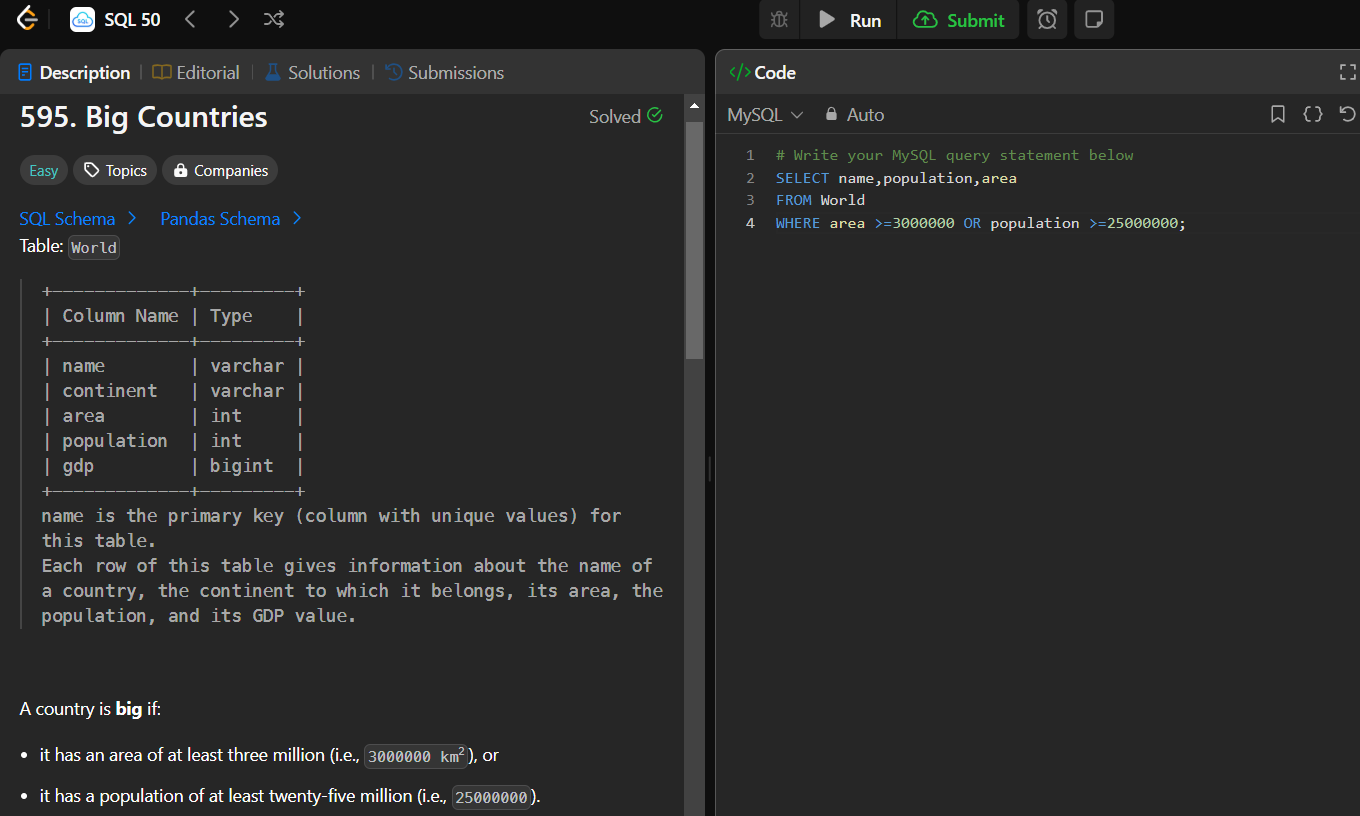 SQL 50
Run
Submit
Description
Editorial
Solutions
Submissions
595. Big Countries
Solved
Easy
Topics
Companies
SQL Schema
Pandas Schema
Table: World
+-------------+---------+
| Column Name | Type    |
+-------------+---------+
| name        | varchar |
| continent   | varchar |
| area        | int     |
| population  | int     |
| gdp         | bigint  |
+-------------+---------+
name is the primary key (column with unique values) for
this table.
Each row of this table gives information about the name of
a country, the continent to which it belongs, its area, the
population, and its GDP value.
A country is big if:
• it has an area of at least three million (i.e., 3000000 km²), or
• it has a population of at least twenty-five million (i.e., 25000000).
</> Code
MySQL
Auto
1 # Write your MySQL query statement below
2 SELECT name,population,area
3 FROM World
4 WHERE area >=3000000 OR population >=25000000;